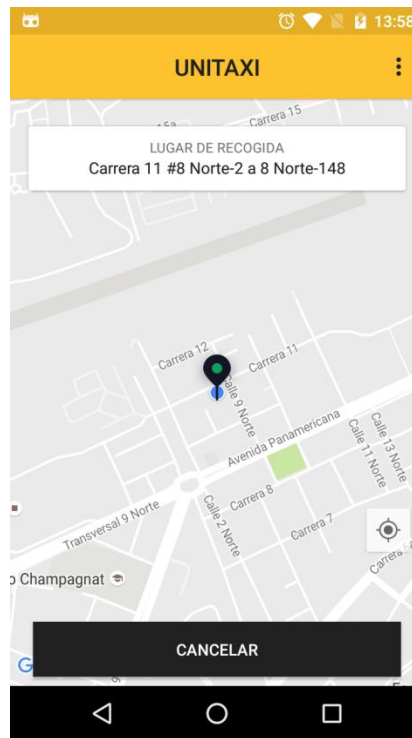 13:58
UNITAXI
Carrera 15
LUGAR DE RECOGIDA
Carrera 11 #8 Norte-2 a 8 Norte-148
Carrera 12
Carrera 11
Calle 9 Norte
Avenida Panamericana
Calle 13 Norte
Calle 11 Norte
Carrera 8
Calle 2 Norte
Carrera 7
Transversal 9 Norte
o Champagnat
CANCELAR
G